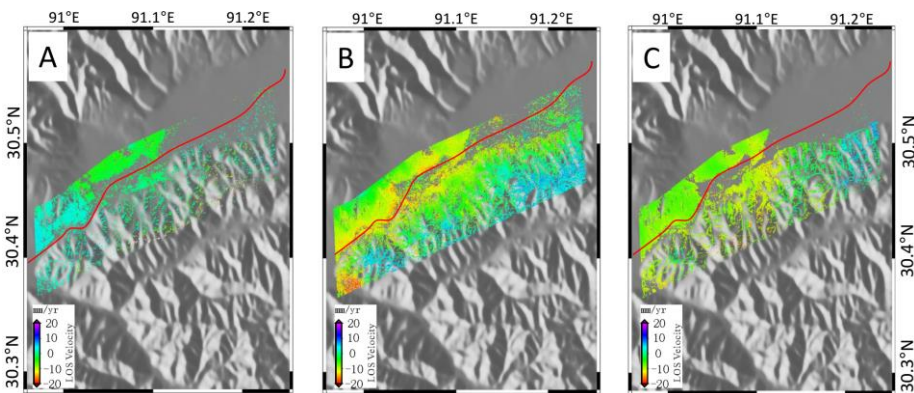 91°E 91.1°E 91.2°E 91°E 91.1°E 91.2°E 91°E 91.1°E 91.2°E
A B C
30.5°N 30.5°N
30.4°N 30.4°N
30.3°N 30.3°N
mm/yr mm/yr mm/yr
20 20 20
10 10 10
0 0 0
−10 −10 −10
−20 −20 −20
LOS Velocity LOS Velocity LOS Velocity